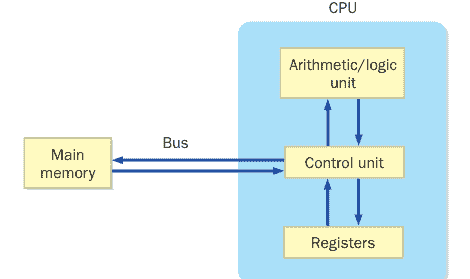 CPU
Arithmetic/logic
unit
Bus
Main
memory
Control unit
Registers